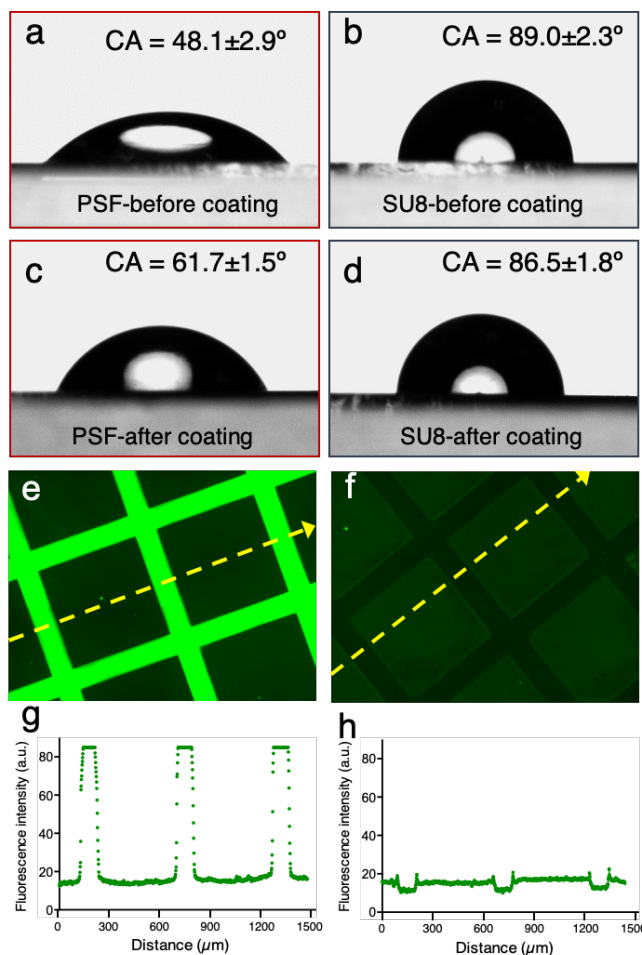 a
CA = 48.1±2.9º
PSF-before coating
b
CA = 89.0±2.3º
SU8-before coating
c
CA = 61.7±1.5º
PSF-after coating
d
CA = 86.5±1.8º
SU8-after coating
e
f
g
Fluorescence intensity (a.u.)
80
60
40
20
0
0
300
600
900
1200
1500
Distance (µm)
h
Fluorescence intensity (a.u.)
80
60
40
20
0
0
300
600
900
1200
1500
Distance (µm)